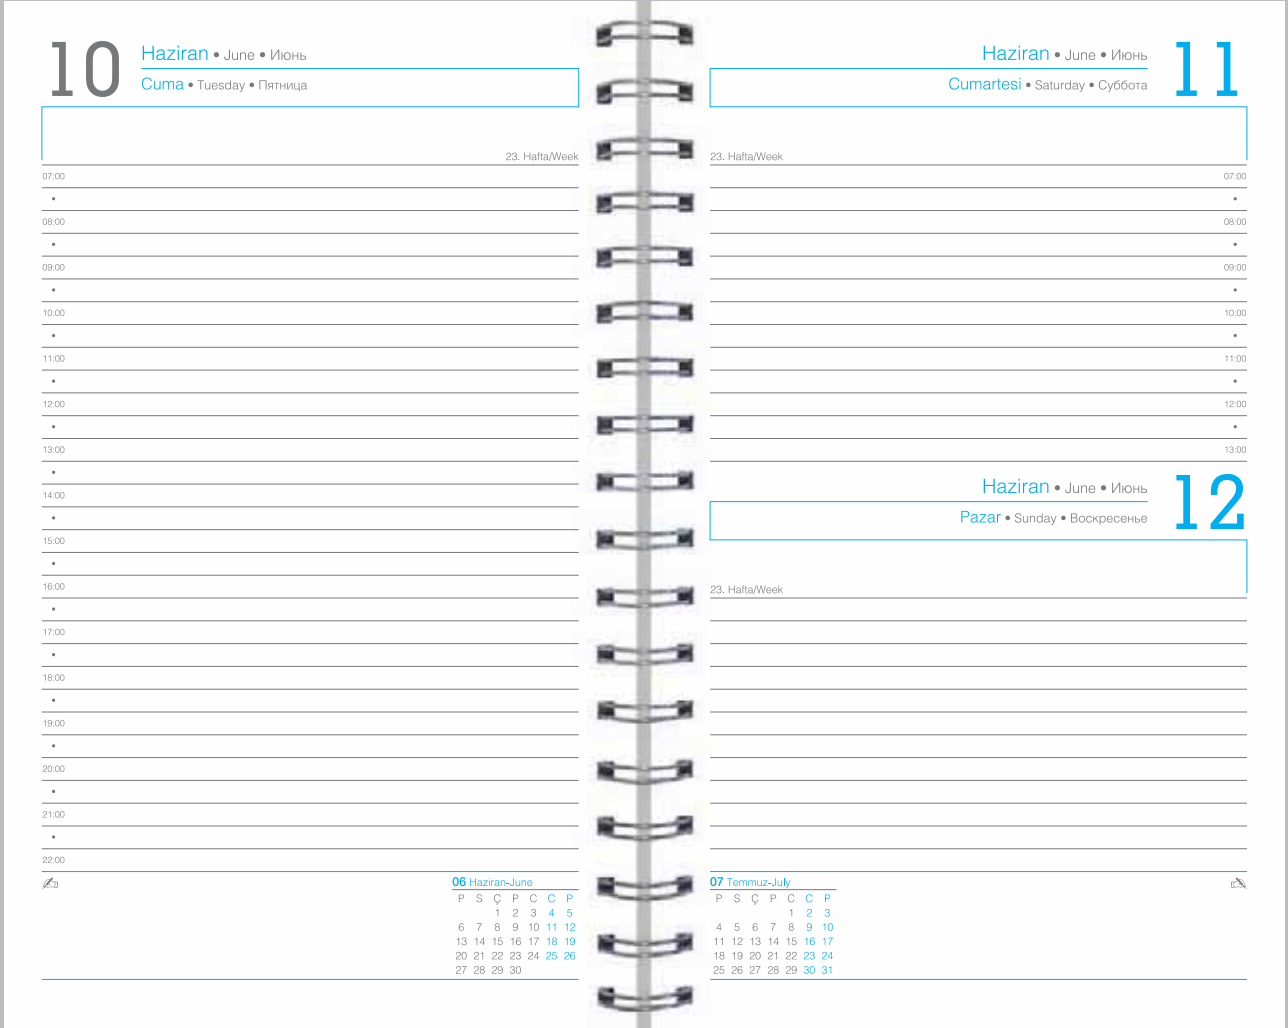 10
Haziran • June • Июнь
Cuma • Tuesday • Пятница
23. Hafta/Week
07:00
•
08:00
•
09:00
•
10:00
•
11:00
•
12:00
•
13:00
•
14:00
•
15:00
•
16:00
•
17:00
•
18:00
•
19:00
•
20:00
•
21:00
•
22:00
06 Haziran-June
P S Ç P C C P
1 2 3 4 5
6 7 8 9 10 11 12
13 14 15 16 17 18 19
20 21 22 23 24 25 26
27 28 29 30
11
Haziran • June • Июнь
Cumartesi • Saturday • Суббота
23. Hafta/Week
07:00
•
08:00
•
09:00
•
10:00
•
11:00
•
12:00
•
13:00
12
Haziran • June • Июнь
Pazar • Sunday • Воскресенье
23. Hafta/Week
07 Temmuz-July
P S Ç P C C P
1 2 3
4 5 6 7 8 9 10
11 12 13 14 15 16 17
18 19 20 21 22 23 24
25 26 27 28 29 30 31